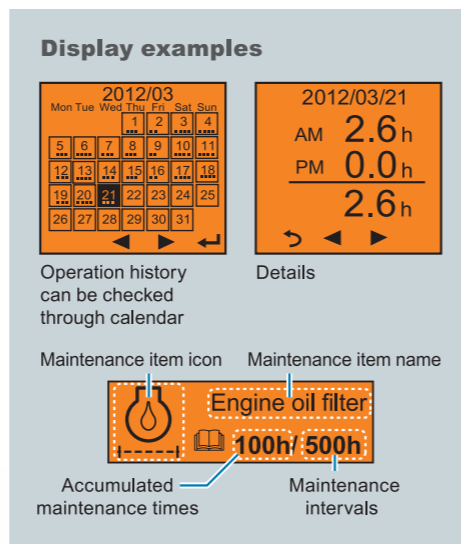 Display examples
2012/03
Mon Tue Wed Thu Fri Sat Sun
1 2 3 4
5 6 7 8 9 10 11
12 13 14 15 16 17 18
19 20 21 22 23 24 25
26 27 28 29 30 31
Operation history
can be checked
through calendar
2012/03/21
AM 2.6h
PM 0.0h
2.6h
Details
Maintenance item icon
Maintenance item name
Engine oil filter
100h/ 500h
Accumulated
maintenance times
Maintenance
intervals